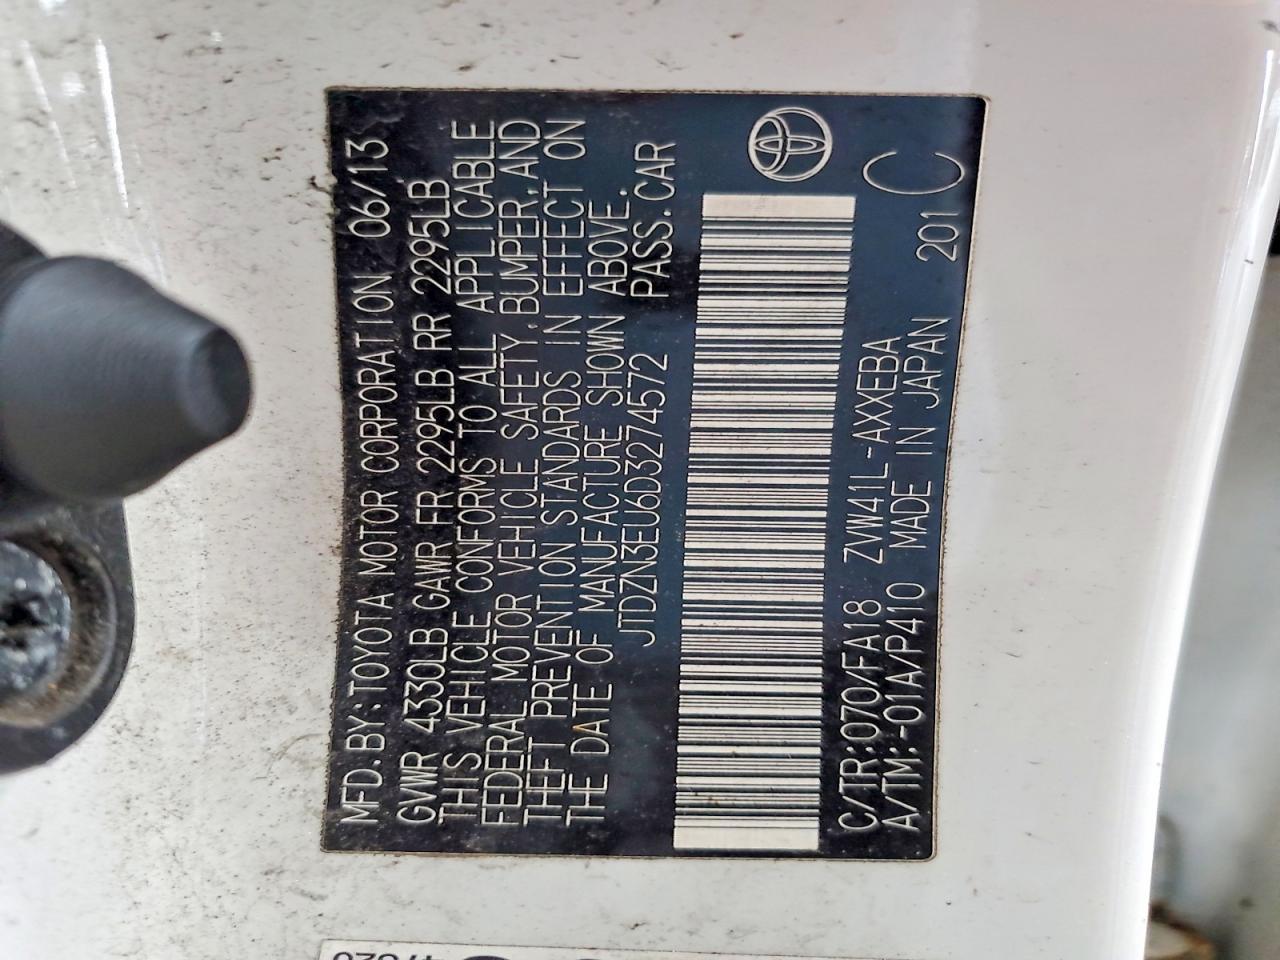 MFD. BY: TOYOTA MOTOR CORPORATION 06/13
GVWR 4330LB GAWR FR 2295LB RR 2295LB
THIS VEHICLE CONFORMS TO ALL APPLICABLE
FEDERAL MOTOR VEHICLE SAFETY, BUMPER, AND
THEFT PREVENTION STANDARDS IN EFFECT ON
THE DATE OF MANUFACTURE SHOWN ABOVE.
JTDZN3EU6D3274572 PASS. CAR
C/TR: 070/FA18 ZVW41L-AXXEBA
A/TM: -01A/P410 MADE IN JAPAN 201 C